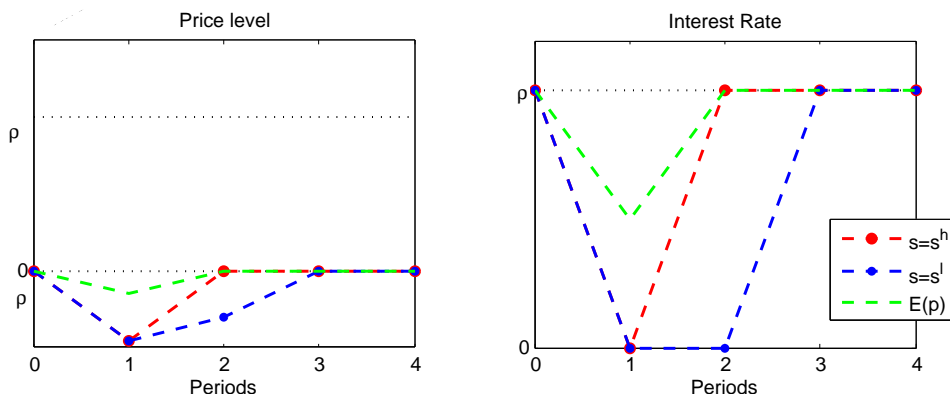 Price level
ρ
0
ρ
0 1 2 3 4
Periods
Interest Rate
ρ
0
0 1 2 3 4
Periods
s=s^h
s=s^l
E(p)